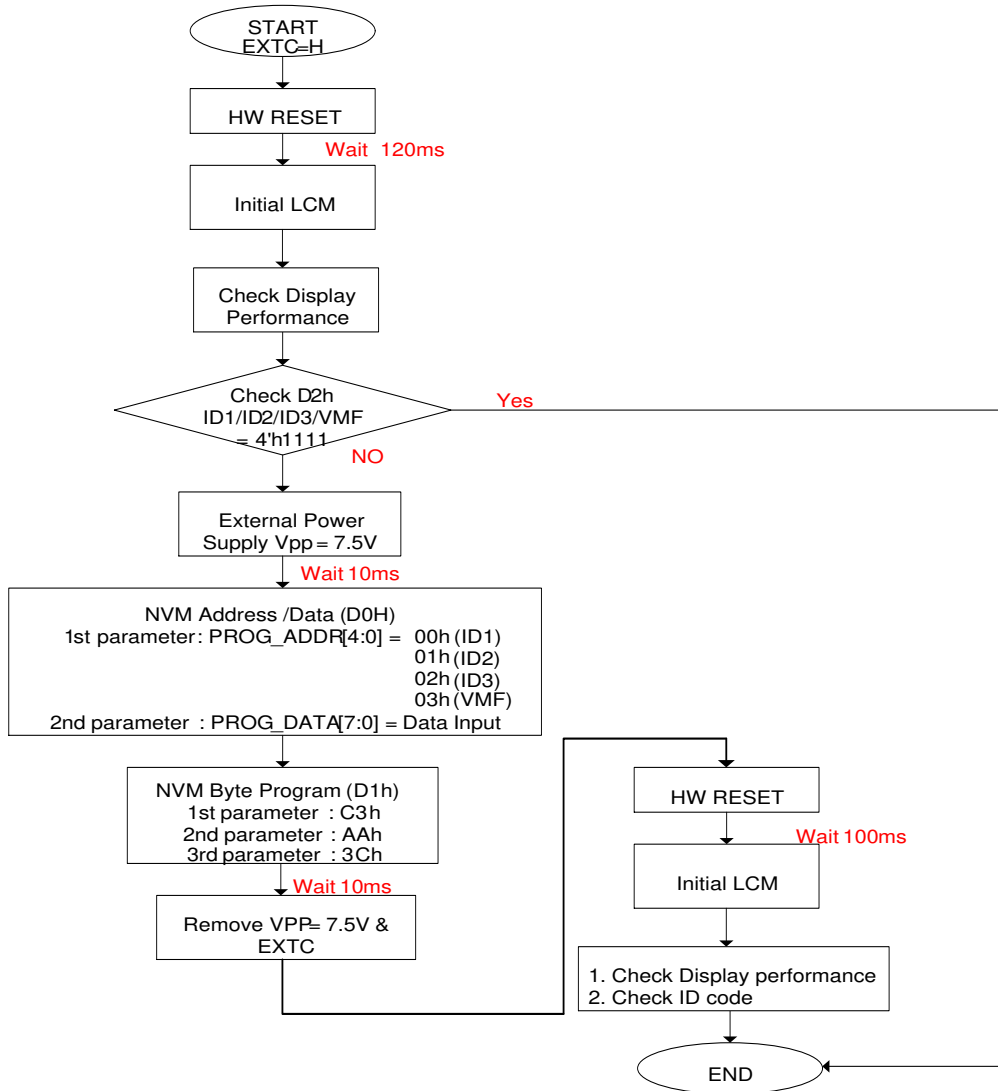 START
EXTC=H
HW RESET
Wait 120ms
Initial LCM
Check Display
Performance
Check D2h
ID1/ID2/ID3/VMF
= 4'h1111
Yes
NO
External Power
Supply Vpp = 7.5V
Wait 10ms
NVM Address /Data (D0H)
1st parameter: PROG_ADDR[4:0] = 00h (ID1)
01h (ID2)
02h (ID3)
03h (VMF)
2nd parameter : PROG_DATA[7:0] = Data Input
NVM Byte Program (D1h)
1st parameter : C3h
2nd parameter : AAh
3rd parameter : 3Ch
Wait 10ms
Remove VPP= 7.5V &
EXTC
HW RESET
Wait 100ms
Initial LCM
1. Check Display performance
2. Check ID code
END